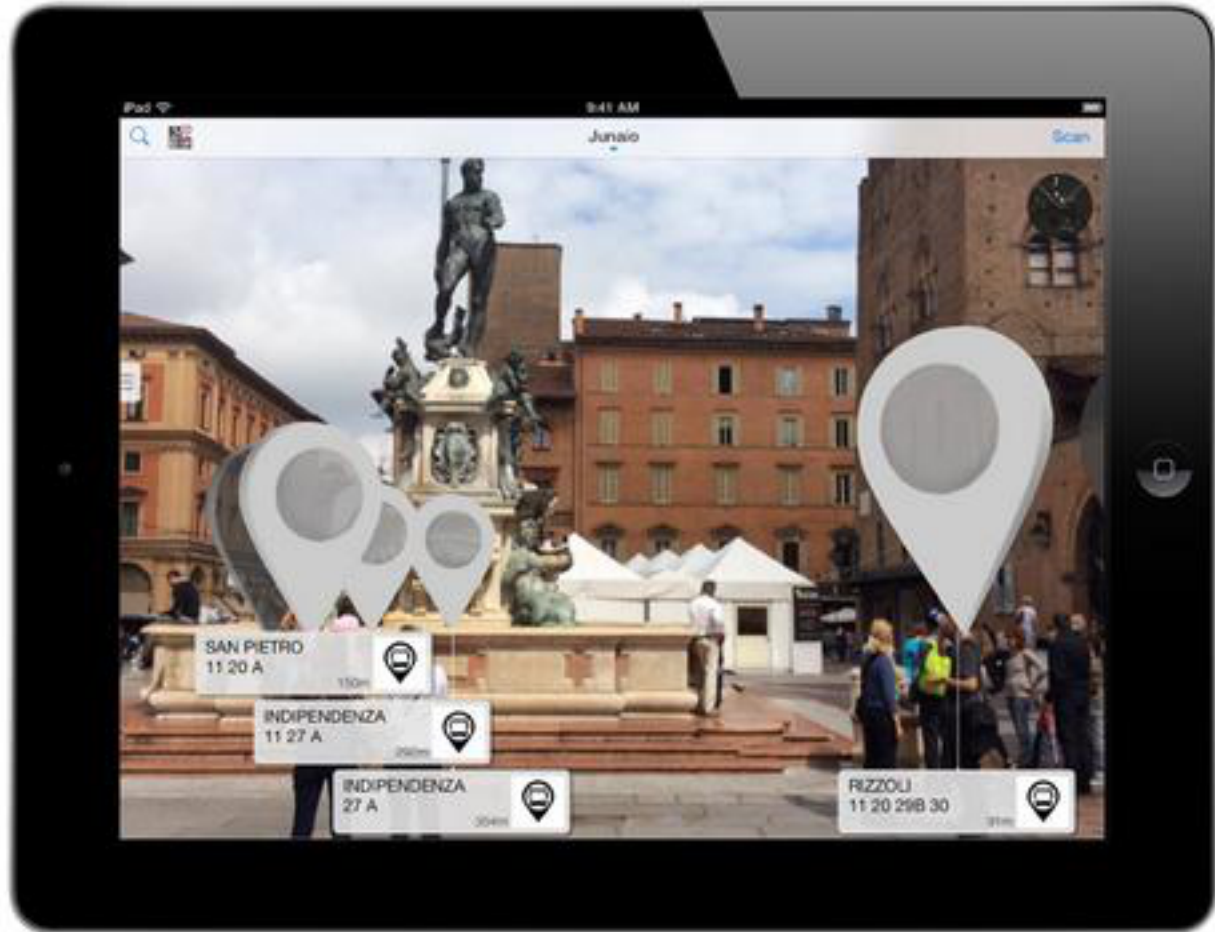 iPad
9:41 AM
Junaio
Scan
SAN PIETRO
11 20 A
150m
INDIPENDENZA
11 27 A
290m
INDIPENDENZA
27 A
304m
RIZZOLI
11 20 29B 30
91m